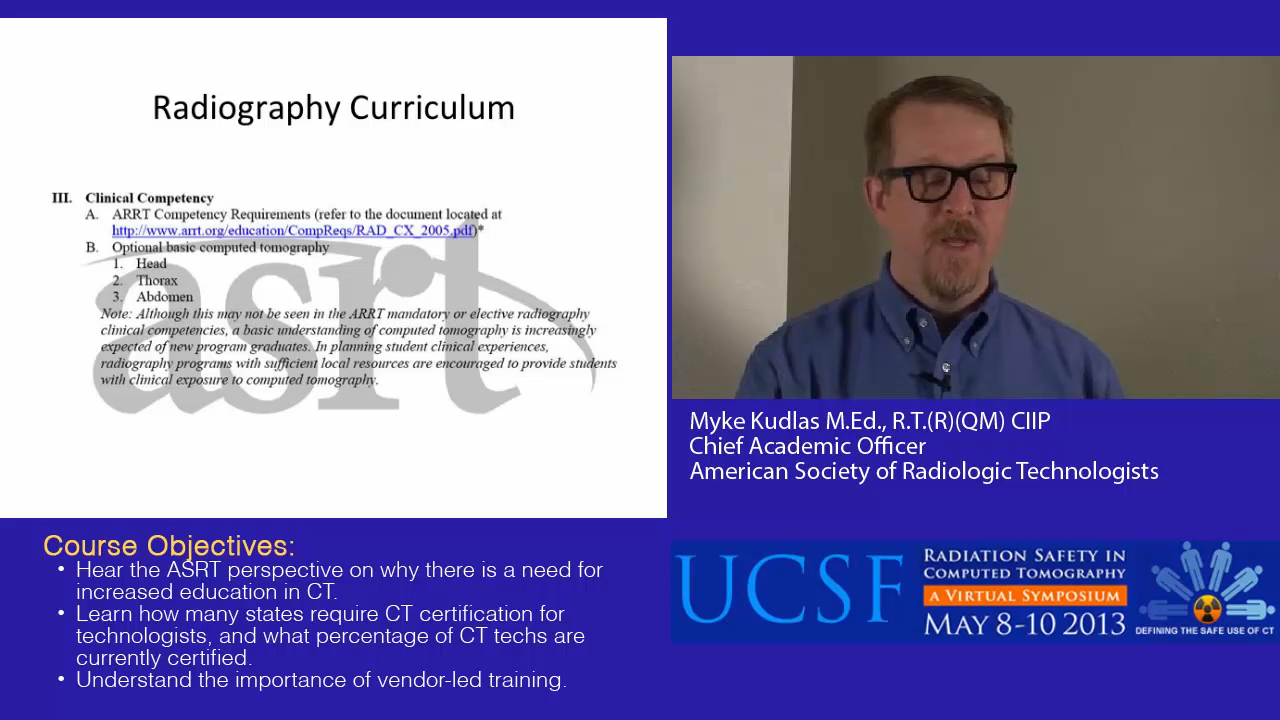 Radiography Curriculum
III. Clinical Competency
A. ARRT Competency Requirements (refer to the document located at
http://www.arrt.org/education/CompReqs/RAD_CX_2005.pdf)*
B. Optional basic computed tomography
1. Head
2. Thorax
3. Abdomen
Note: Although this may not be seen in the ARRT mandatory or elective radiography
clinical competencies, a basic understanding of computed tomography is increasingly
expected of new program graduates. In planning student clinical experiences,
radiography programs with sufficient local resources are encouraged to provide students
with clinical exposure to computed tomography.
asrt
Myke Kudlas M.Ed., R.T.(R)(QM) CIIP
Chief Academic Officer
American Society of Radiologic Technologists
Course Objectives:
• Hear the ASRT perspective on why there is a need for
increased education in CT.
• Learn how many states require CT certification for
technologists, and what percentage of CT techs are
currently certified.
• Understand the importance of vendor-led training.
UCSF
RADIATION SAFETY IN
COMPUTED TOMOGRAPHY
A VIRTUAL SYMPOSIUM
MAY 8-10 2013
DEFINING THE SAFE USE OF CT